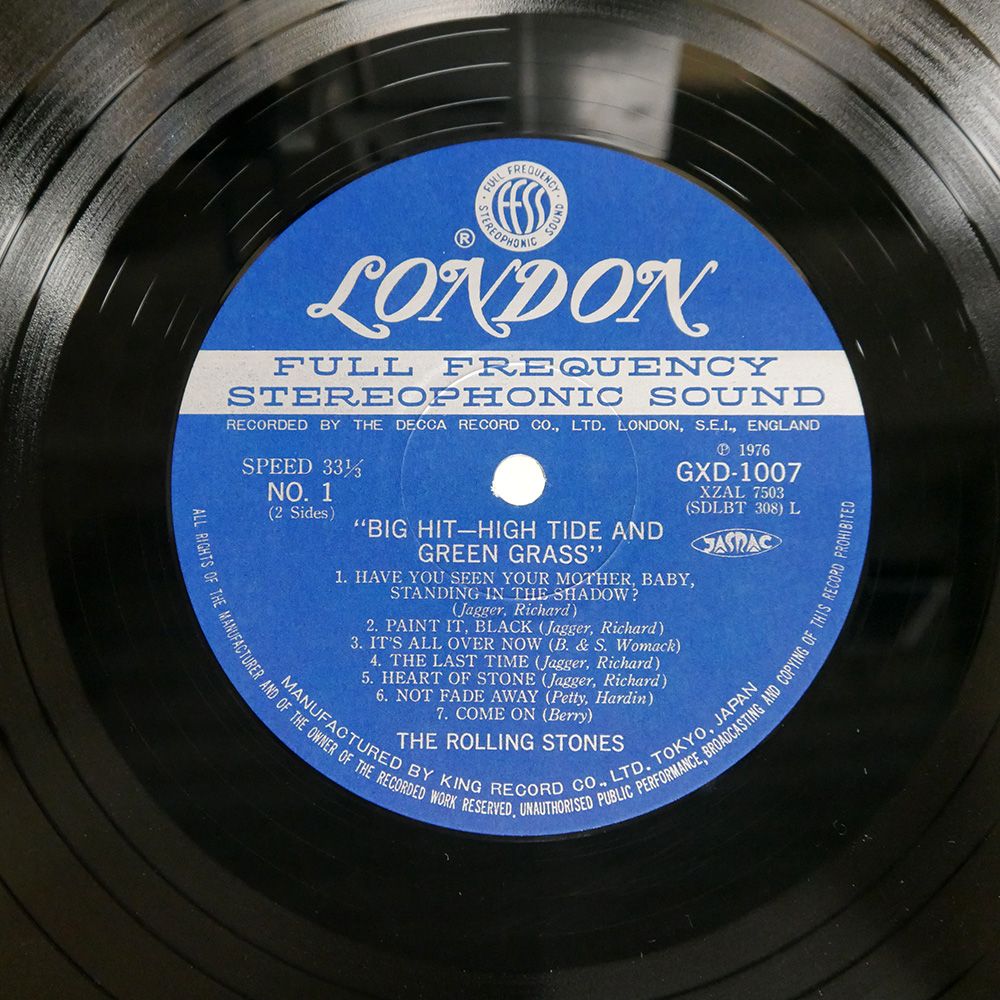 FULL FREQUENCY
FFSS
STEREOPHONIC SOUND
®
LONDON
FULL FREQUENCY
STEREOPHONIC SOUND
RECORDED BY THE DECCA RECORD CO., LTD. LONDON, S.E.I., ENGLAND
SPEED 33⅓
NO. 1
(2 Sides)
℗ 1976
GXD-1007
XZAL 7503
(SDLBT 308) L
JASRAC
"BIG HIT—HIGH TIDE AND
GREEN GRASS"
1. HAVE YOU SEEN YOUR MOTHER, BABY,
STANDING IN THE SHADOW?
(Jagger, Richard)
2. PAINT IT, BLACK (Jagger, Richard)
3. IT'S ALL OVER NOW (B. & S. Womack)
4. THE LAST TIME (Jagger, Richard)
5. HEART OF STONE (Jagger, Richard)
6. NOT FADE AWAY (Petty, Hardin)
7. COME ON (Berry)
THE ROLLING STONES
MANUFACTURED BY KING RECORD CO., LTD. TOKYO, JAPAN
ALL RIGHTS OF THE MANUFACTURER AND OF THE OWNER OF THE RECORDED WORK RESERVED. UNAUTHORISED PUBLIC PERFORMANCE, BROADCASTING AND COPYING OF THIS RECORD PROHIBITED